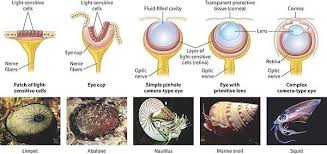 Light-sensitive
cells
Light-sensitive
cells
Fluid-filled cavity
Transparent protective
tissue (cornea)
Cornea
Lens
Layer of
light-sensitive
cells (retina)
Eye cup
Retina
Nerve
fibers
Nerve
fibers
Optic
nerve
Optic
nerve
Optic
nerve
Patch of light-
sensitive cells
Eye cup
Simple pinhole
camera-type eye
Eye with
primitive lens
Complex
camera-type eye
Limpet
Abalone
Nautilus
Marine snail
Squid